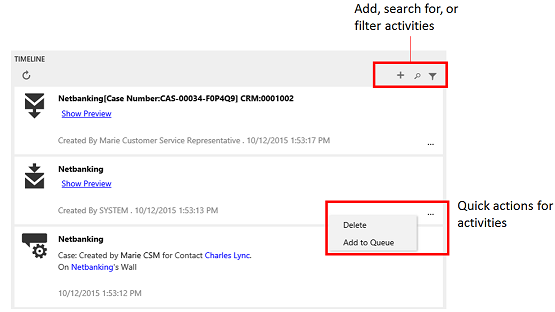 Add, search for, or
filter activities
TIMELINE
Netbanking[Case Number:CAS-00034-F0P4Q9] CRM:0001002
Show Preview
Created By Marie Customer Service Representative . 10/12/2015 1:53:17 PM
...
Netbanking
Show Preview
Created By SYSTEM . 10/12/2015 1:53:13 PM
...
Quick actions for
activities
Delete
Add to Queue
Netbanking
Case: Created by Marie CSM for Contact Charles Lync.
On Netbanking's Wall
10/12/2015 1:53:12 PM